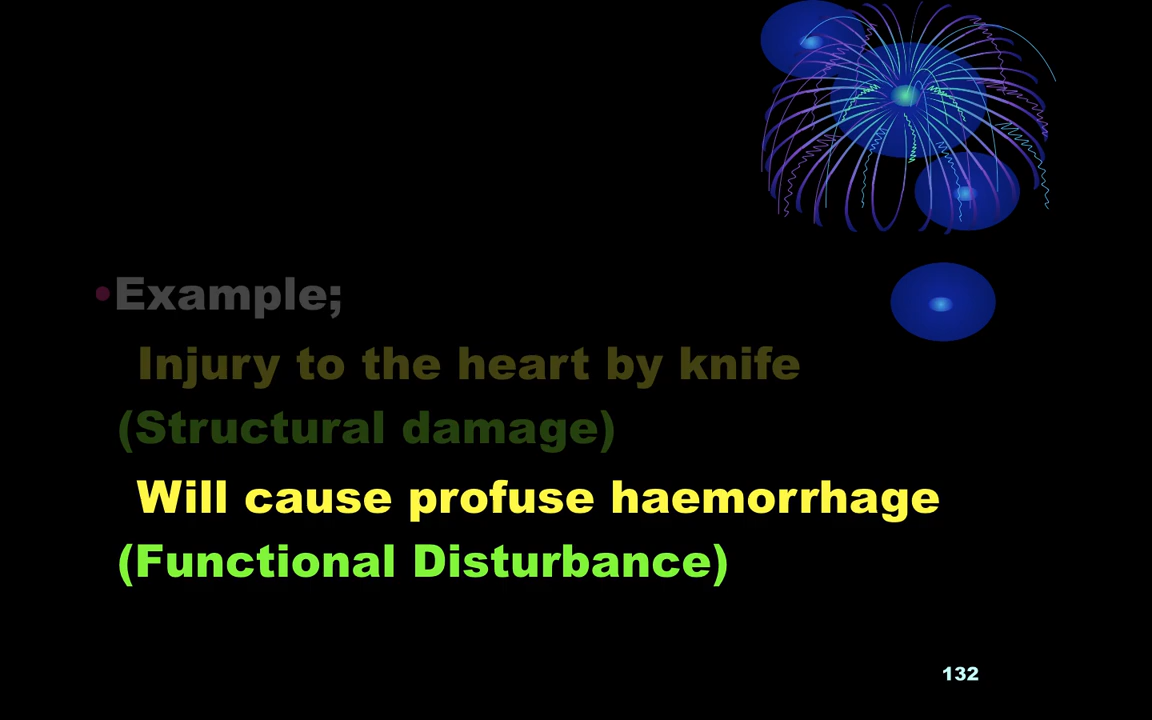 •Example;
Injury to the heart by knife
(Structural damage)
Will cause profuse haemorrhage
(Functional Disturbance)
132